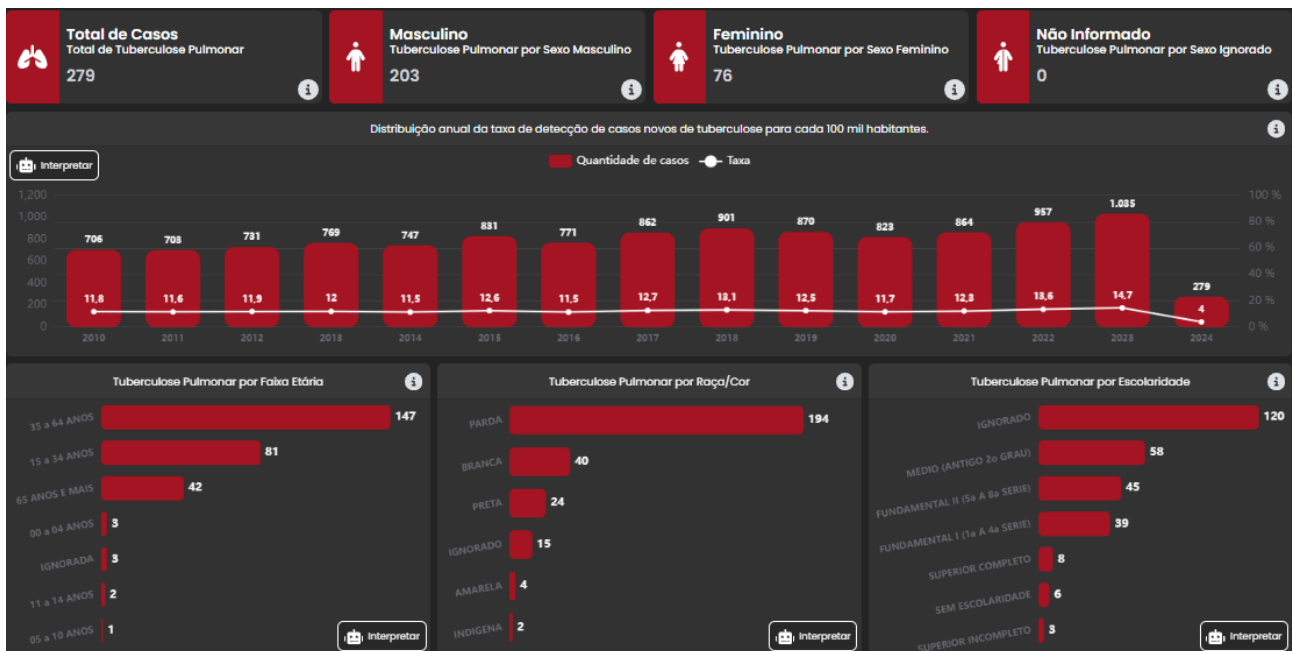 Total de Casos
Total de Tuberculose Pulmonar
279
Masculino
Tuberculose Pulmonar por Sexo Masculino
203
Feminino
Tuberculose Pulmonar por Sexo Feminino
76
Não Informado
Tuberculose Pulmonar por Sexo Ignorado
0
Distribuição anual da taxa de detecção de casos novos de tuberculose para cada 100 mil habitantes.
Interpretar
Quantidade de casos Taxa
1,200
1,000
800
600
400
200
0
100 %
80 %
60 %
40 %
20 %
0 %
706 703 731 769 747 831 771 862 901 870 823 864 957 1.035 279
11,8 11,6 11,9 12 11,5 12,6 11,5 12,7 13,1 12,5 11,7 12,3 13,6 14,7 4
2010 2011 2012 2013 2014 2015 2016 2017 2018 2019 2020 2021 2022 2023 2024
Tuberculose Pulmonar por Faixa Etária
35 a 64 ANOS 147
15 a 34 ANOS 81
65 ANOS E MAIS 42
00 a 04 ANOS 3
IGNORADA 3
11 a 14 ANOS 2
05 a 10 ANOS 1
Interpretar
Tuberculose Pulmonar por Raça/Cor
PARDA 194
BRANCA 40
PRETA 24
IGNORADO 15
AMARELA 4
INDIGENA 2
Interpretar
Tuberculose Pulmonar por Escolaridade
IGNORADO 120
MEDIO (ANTIGO 2o GRAU) 58
FUNDAMENTAL II (5a A 8a SERIE) 45
FUNDAMENTAL I (1a A 4a SERIE) 39
SUPERIOR COMPLETO 8
SEM ESCOLARIDADE 6
SUPERIOR INCOMPLETO 3
Interpretar